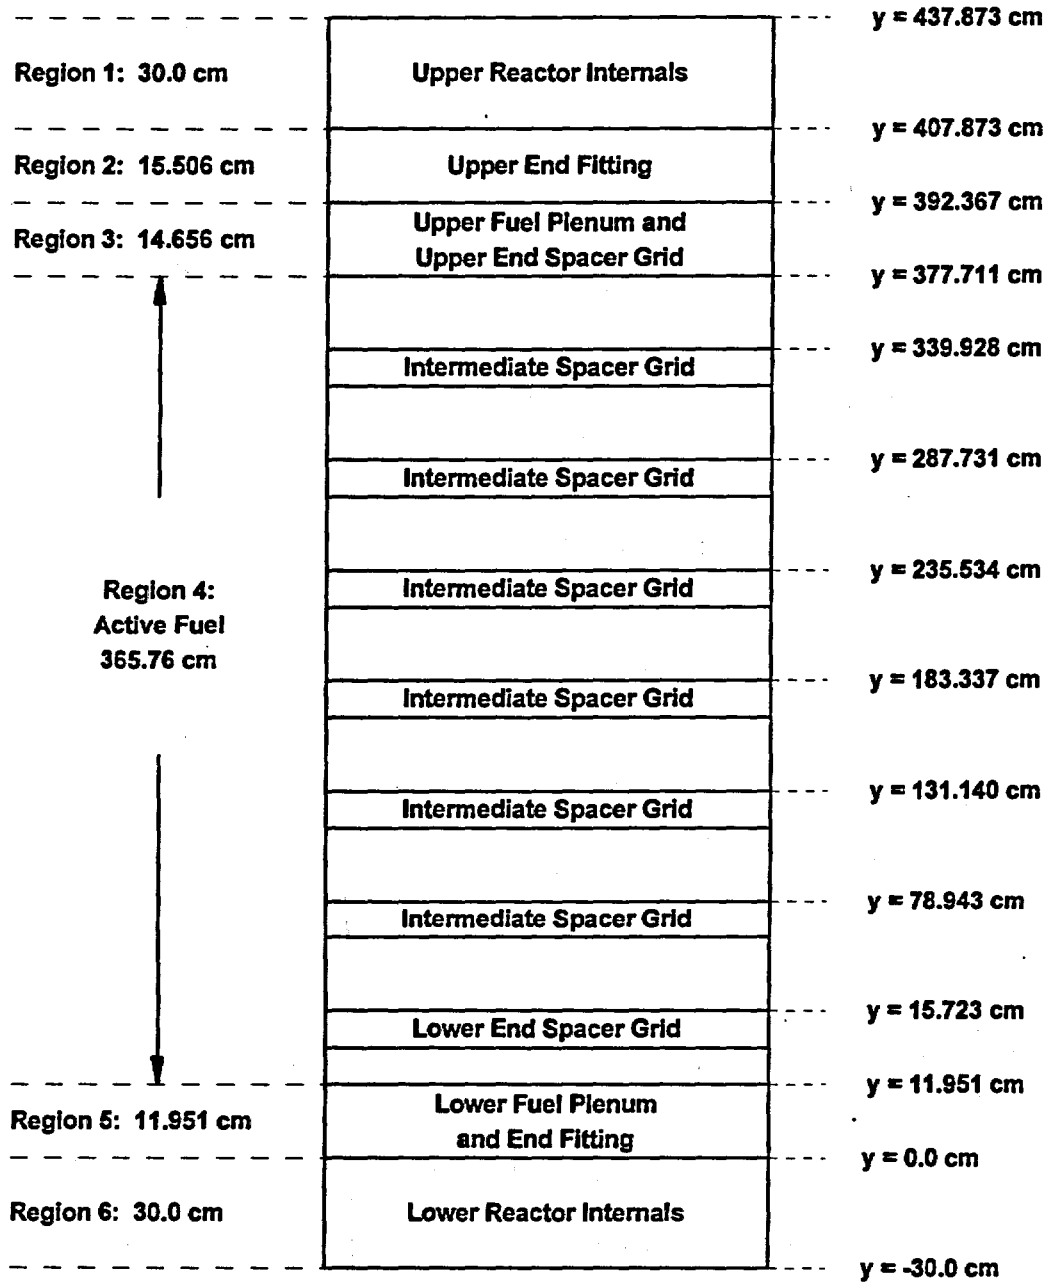 y = 437.873 cm
Region 1: 30.0 cm
Upper Reactor Internals
y = 407.873 cm
Region 2: 15.506 cm
Upper End Fitting
y = 392.367 cm
Region 3: 14.656 cm
Upper Fuel Plenum and
Upper End Spacer Grid
y = 377.711 cm
y = 339.928 cm
Intermediate Spacer Grid
y = 287.731 cm
Intermediate Spacer Grid
y = 235.534 cm
Region 4:
Active Fuel
365.76 cm
Intermediate Spacer Grid
y = 183.337 cm
Intermediate Spacer Grid
y = 131.140 cm
Intermediate Spacer Grid
y = 78.943 cm
Intermediate Spacer Grid
y = 15.723 cm
Lower End Spacer Grid
y = 11.951 cm
Region 5: 11.951 cm
Lower Fuel Plenum
and End Fitting
y = 0.0 cm
Region 6: 30.0 cm
Lower Reactor Internals
y = -30.0 cm